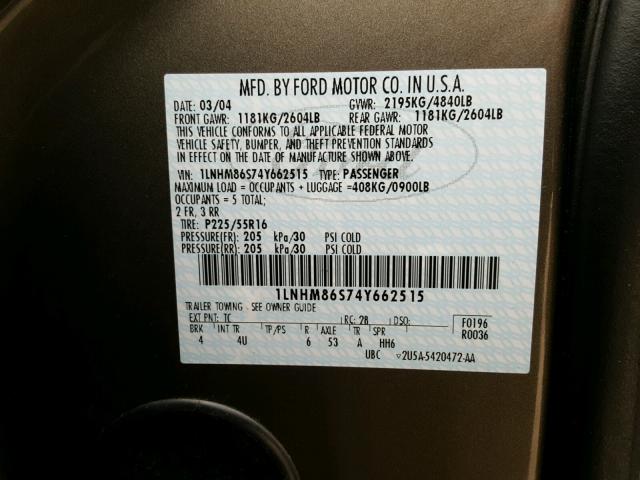 MFD. BY FORD MOTOR CO. IN U.S.A.
DATE: 03/04 GVWR: 2195KG/4840LB
FRONT GAWR: 1181KG/2604LB REAR GAWR: 1181KG/2604LB
THIS VEHICLE CONFORMS TO ALL APPLICABLE FEDERAL MOTOR
VEHICLE SAFETY, BUMPER, AND THEFT PREVENTION STANDARDS
IN EFFECT ON THE DATE OF MANUFACTURE SHOWN ABOVE.
VIN: 1LNHM86S74Y662515 TYPE: PASSENGER
MAXIMUM LOAD = OCCUPANTS + LUGGAGE =408KG/0900LB
OCCUPANTS = 5 TOTAL;
2 FR, 3 RR
TIRE: P225/55R16
PRESSURE(FR): 205 kPa/30 PSI COLD
PRESSURE(RR): 205 kPa/30 PSI COLD
1LNHM86S74Y662515
TRAILER TOWING - SEE OWNER GUIDE
EXT PNT: TC RC: 28 DSO: F0196
BRK INT TR TP/PS R AXLE TR SPR R0036
4 4U 6 53 A HH6
UBC ▽2U5A-5420472-AA